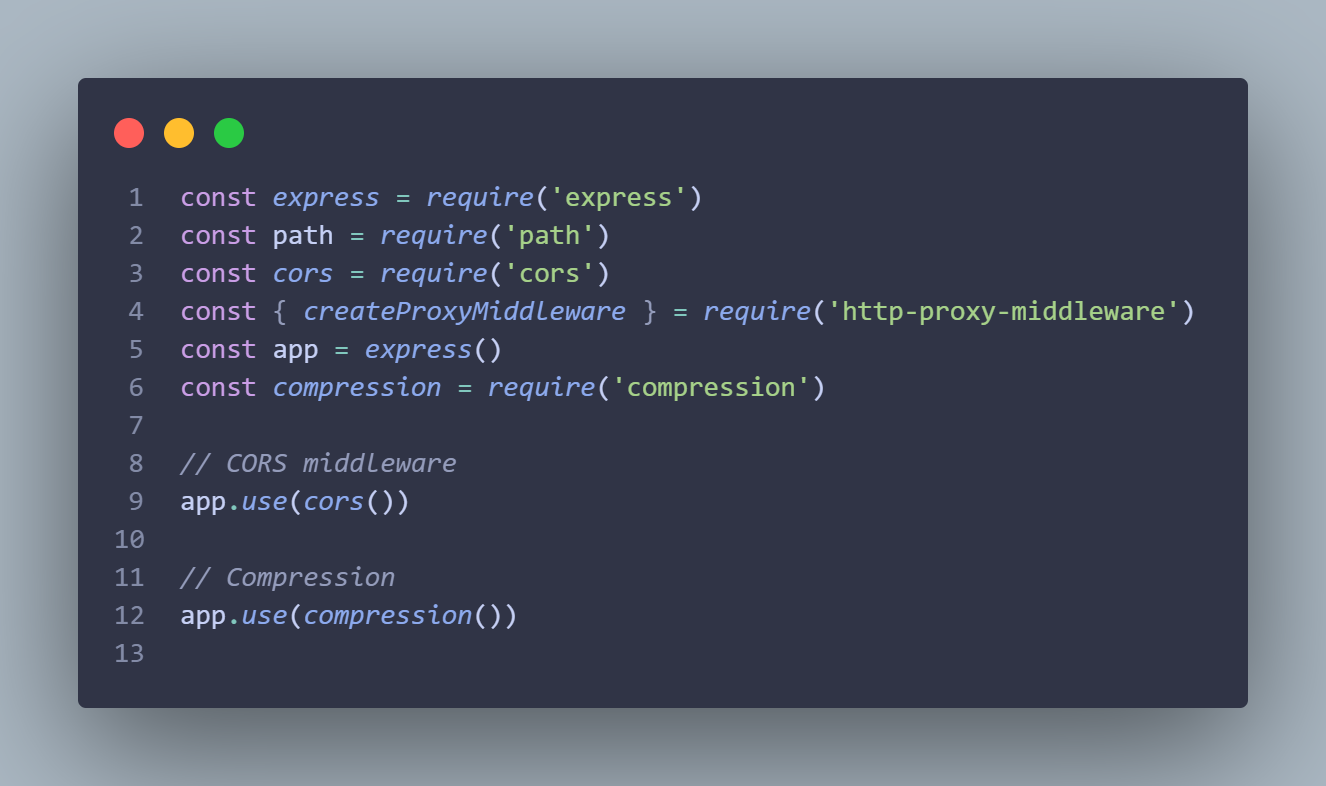 1 const express = require('express')
2 const path = require('path')
3 const cors = require('cors')
4 const { createProxyMiddleware } = require('http-proxy-middleware')
5 const app = express()
6 const compression = require('compression')
7
8 // CORS middleware
9 app.use(cors())
10
11 // Compression
12 app.use(compression())
13